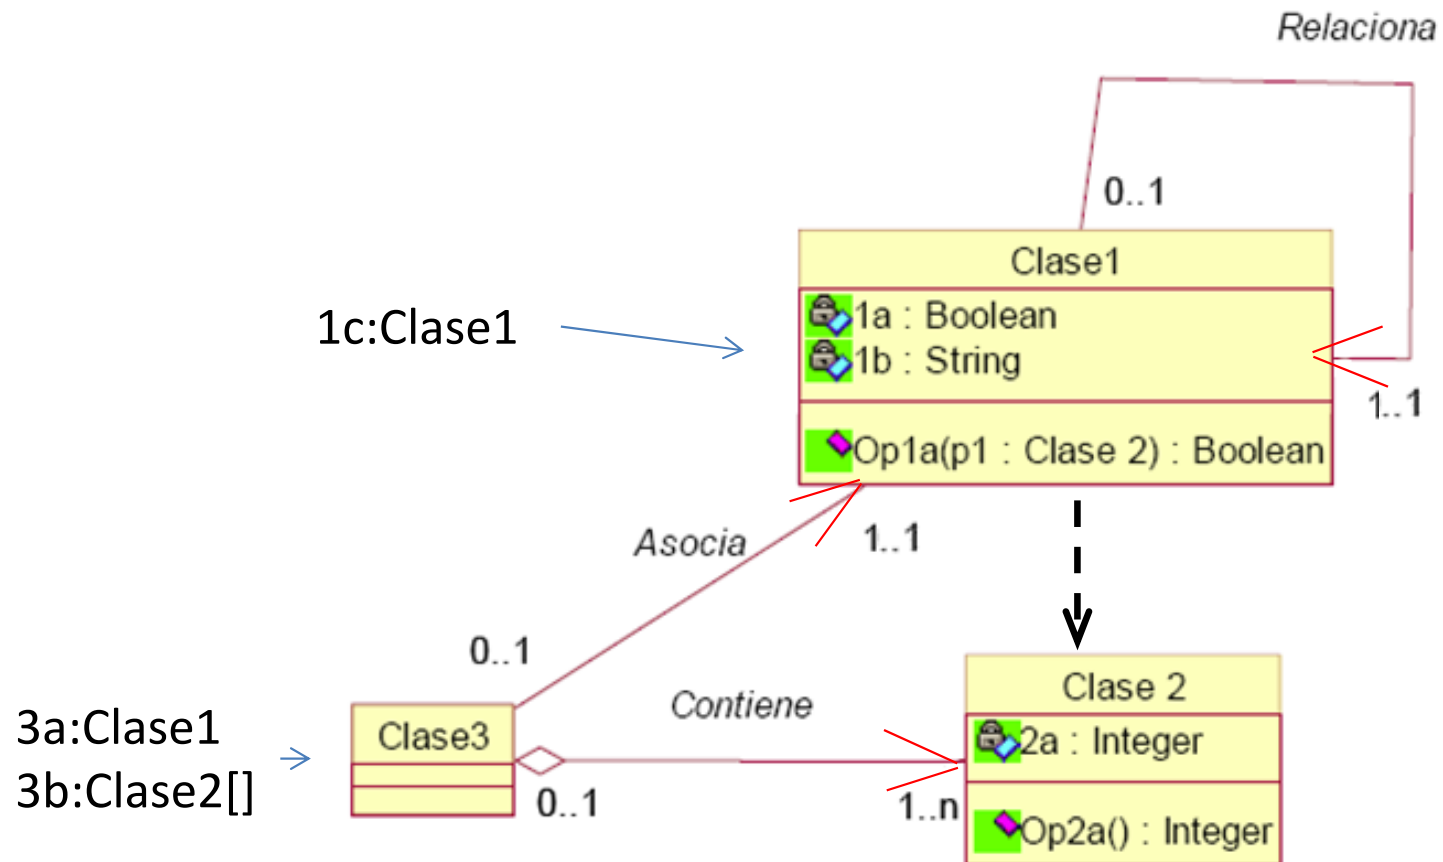 Relaciona
0..1
Clase1
1c:Clase1
1a : Boolean
1b : String
1..1
Op1a(p1 : Clase 2) : Boolean
Asocia
1..1
0..1
Clase 2
Contiene
3a:Clase1
3b:Clase2[]
Clase3
2a : Integer
0..1
1..n
Op2a() : Integer